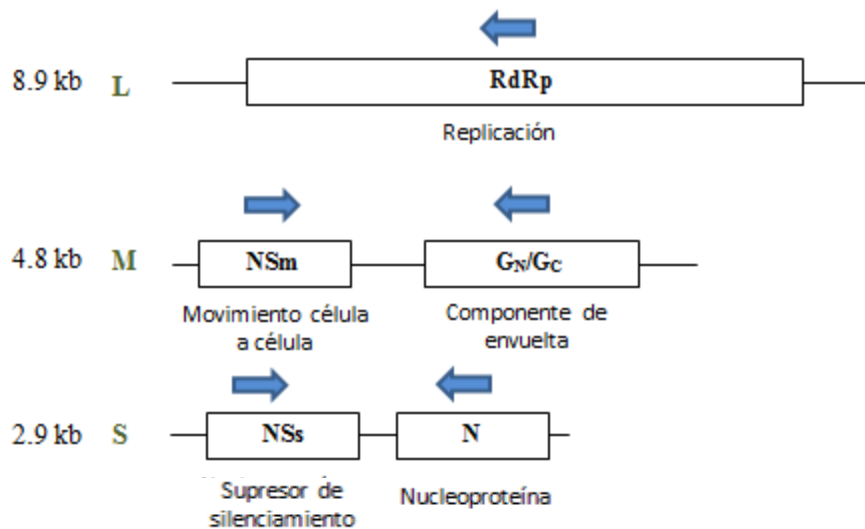 8.9 kb L RdRp
Replicación
4.8 kb M NSm GN/GC
Movimiento célula
a célula
Componente de
envuelta
2.9 kb S NSs N
Supresor de
silenciamiento
Nucleoproteína